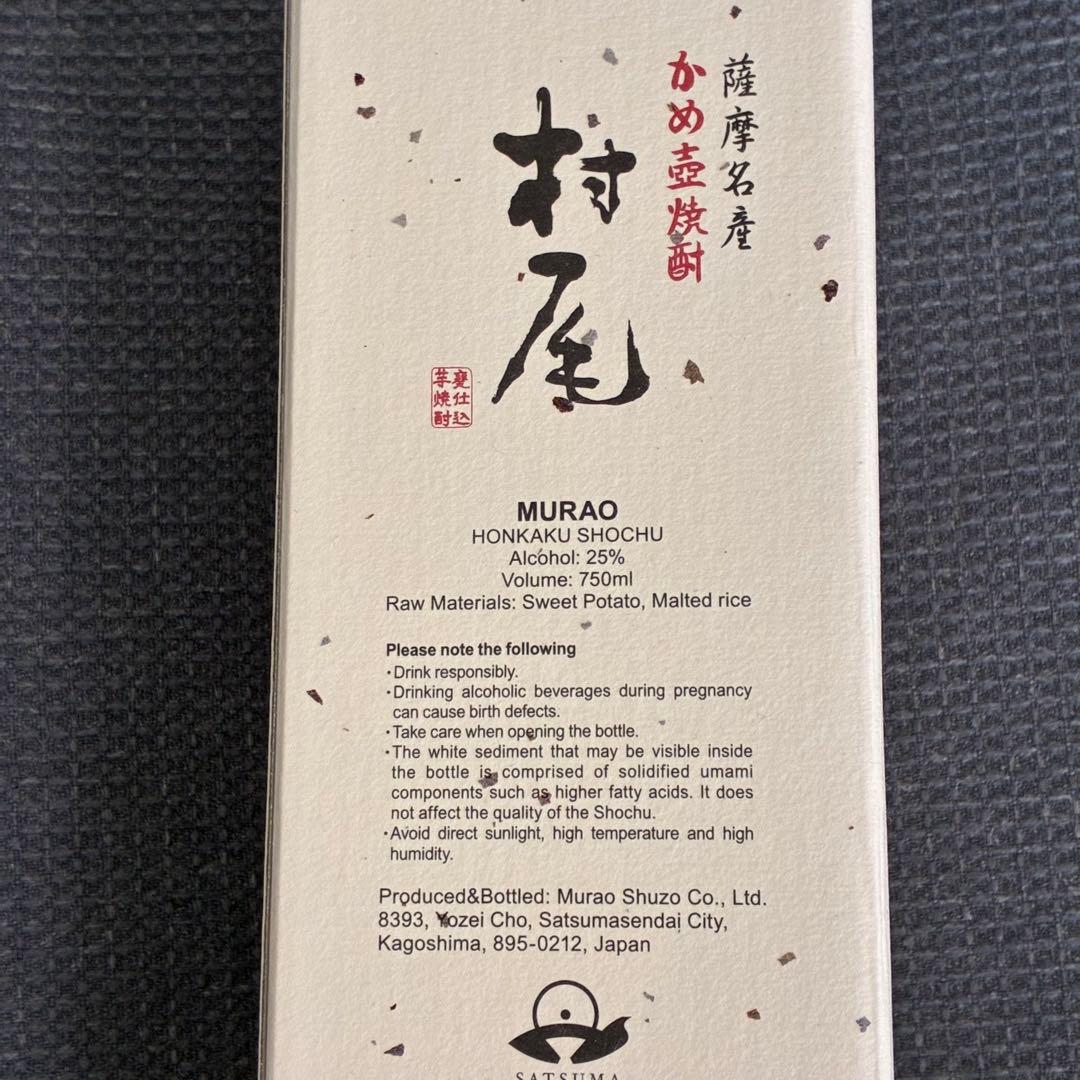 薩摩名産
かめ壺焼酎
村尾
甕仕込
芋焼酎
MURAO
HONKAKU SHOCHU
Alcohol: 25%
Volume: 750ml
Raw Materials: Sweet Potato, Malted rice
Please note the following
・Drink responsibly.
・Drinking alcoholic beverages during pregnancy
can cause birth defects.
・Take care when opening the bottle.
・The white sediment that may be visible inside
the bottle is comprised of solidified umami
components such as higher fatty acids. It does
not affect the quality of the Shochu.
・Avoid direct sunlight, high temperature and high
humidity.
Produced&Bottled: Murao Shuzo Co., Ltd.
8393, Yozei Cho, Satsumasendai City,
Kagoshima, 895-0212, Japan
SATSUMA